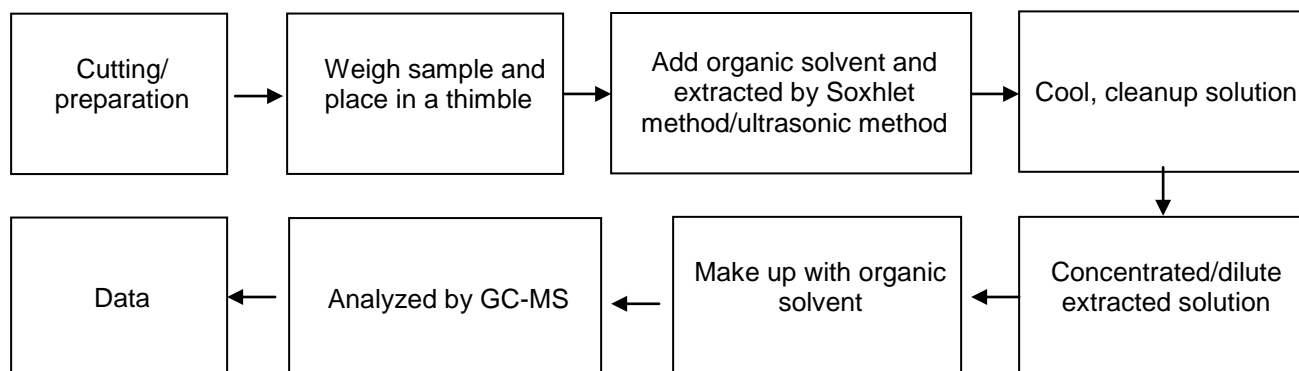 Cutting/
preparation
Weigh sample and
place in a thimble
Add organic solvent and
extracted by Soxhlet
method/ultrasonic method
Cool, cleanup solution
Concentrated/dilute
extracted solution
Make up with organic
solvent
Analyzed by GC-MS
Data